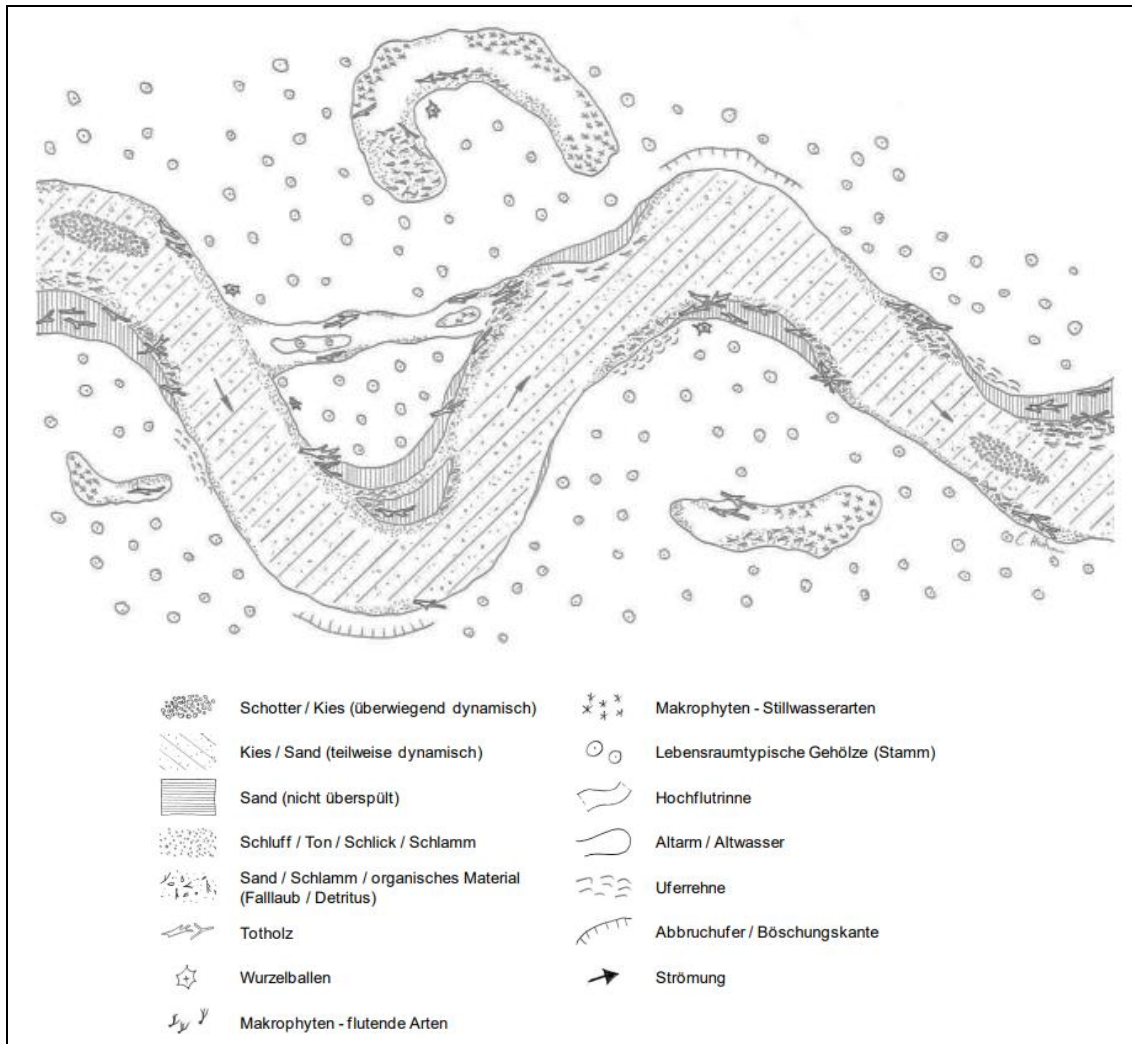 Schotter / Kies (überwiegend dynamisch)
Kies / Sand (teilweise dynamisch)
Sand (nicht überspült)
Schluff / Ton / Schlick / Schlamm
Sand / Schlamm / organisches Material
(Falllaub / Detritus)
Totholz
Wurzelballen
Makrophyten - flutende Arten
Makrophyten - Stillwasserarten
Lebensraumtypische Gehölze (Stamm)
Hochflutrinne
Altarm / Altwasser
Uferrehne
Abbruchufer / Böschungskante
Strömung